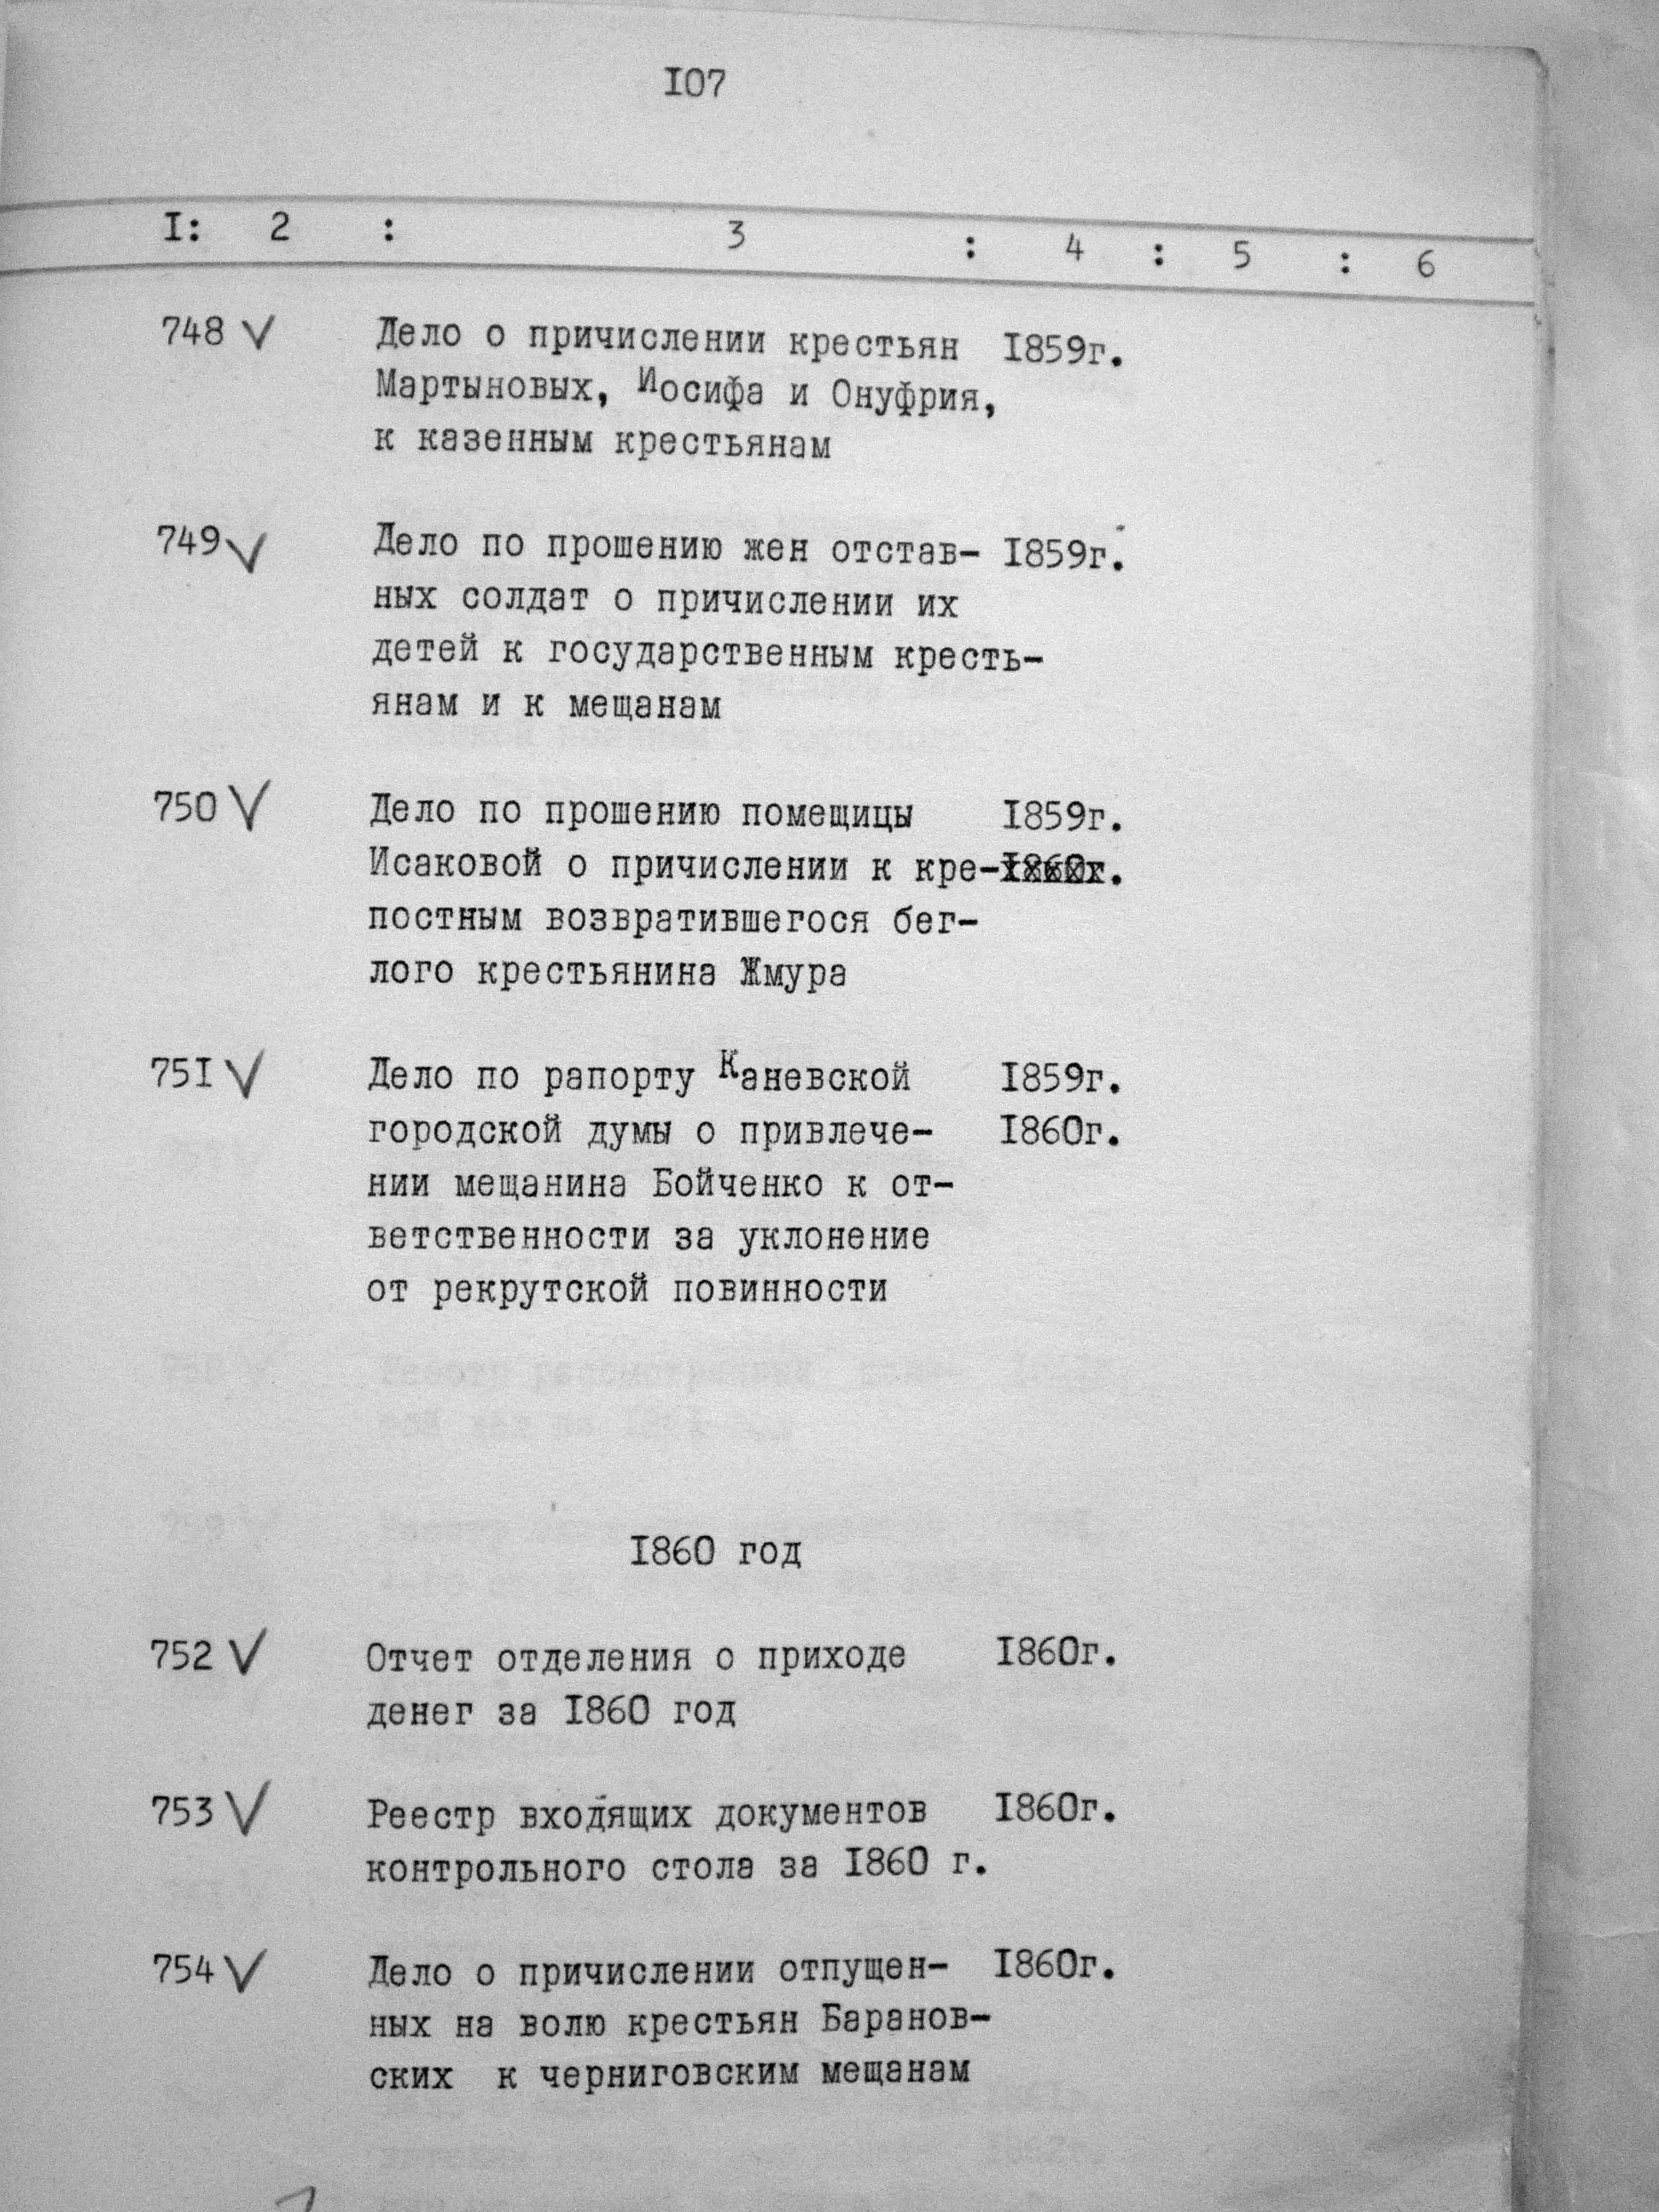 I07
I: 2 : 3 : 4 : 5 : 6
748 V Дело о причислении крестьян I859г.
Мартыновых, Иосифа и Онуфрия,
к казенным крестьянам
749 V Дело по прошению жен отстав- I859г.
ных солдат о причислении их
детей к государственным кресть-
янам и к мещанам
750 V Дело по прошению помещицы I859г.
Исаковой о причислении к кре-
постным возвратившегося бег-
лого крестьянина Жмура
75I V Дело по рапорту Каневской I859г.
городской думы о привлече- I860г.
нии мещанина Бойченко к от-
ветственности за уклонение
от рекрутской повинности
I860 год
752 V Отчет отделения о приходе I860г.
денег за I860 год
753 V Реестр входящих документов I860г.
контрольного стола за I860 г.
754 V Дело о причислении отпущен- I860г.
ных на волю крестьян Баранов-
ских к черниговским мещанам